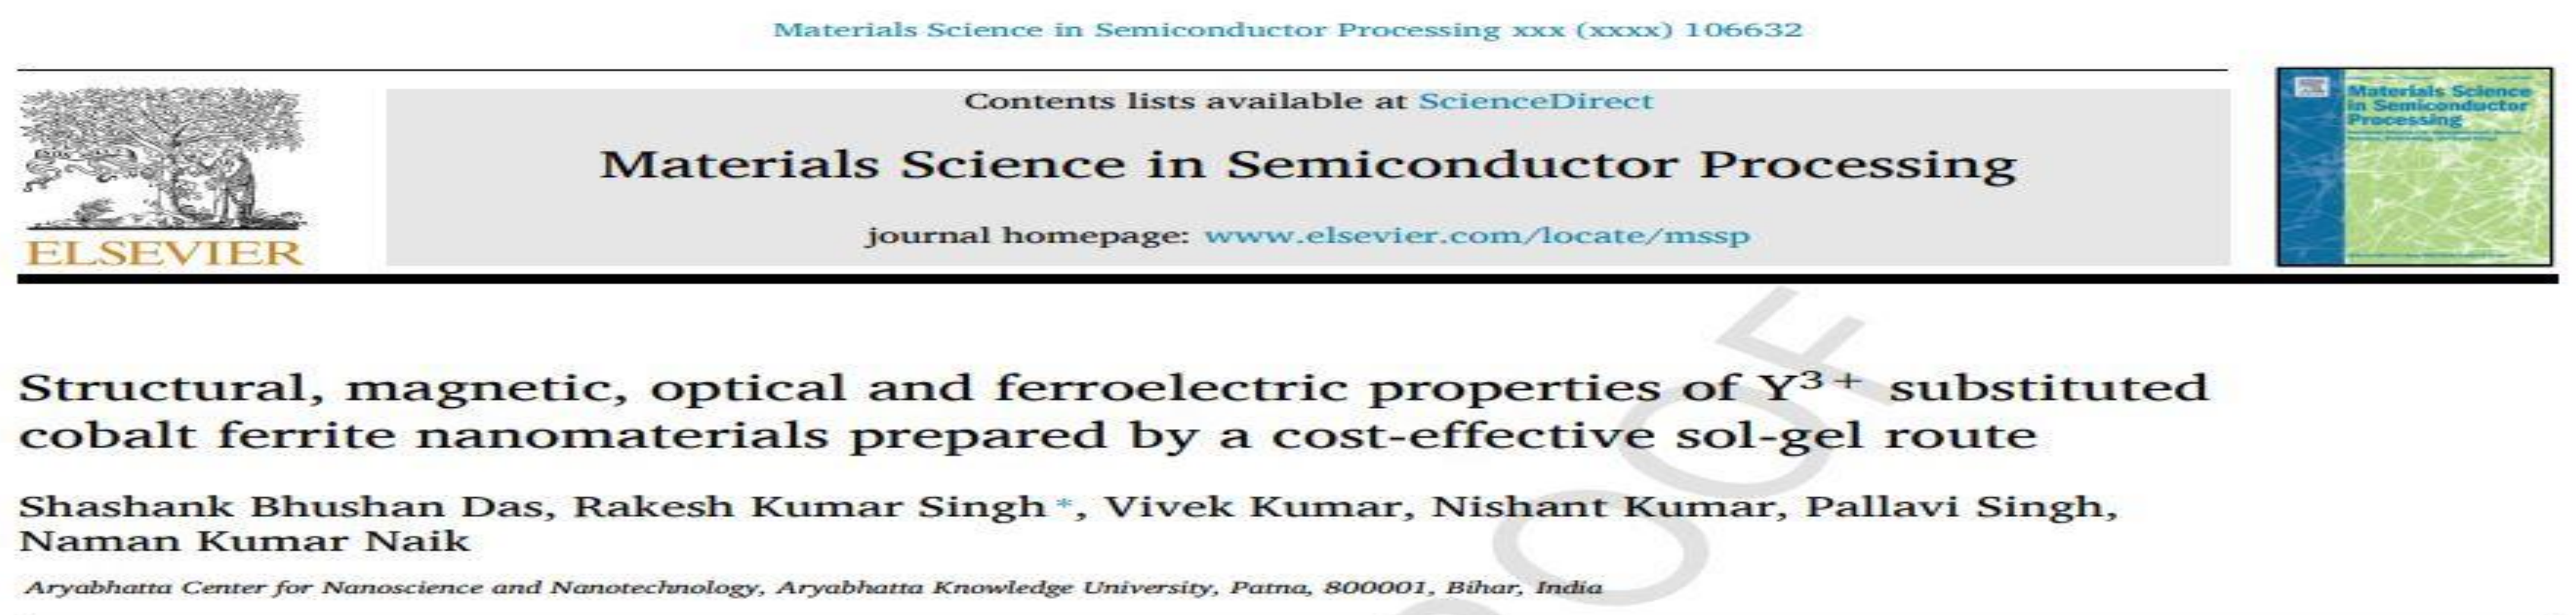 Materials Science in Semiconductor Processing xxx (xxxx) 106632
Contents lists available at ScienceDirect
Materials Science in Semiconductor Processing
journal homepage: www.elsevier.com/locate/mssp
ELSEVIER
Materials Science
in Semiconductor
Processing
Structural, magnetic, optical and ferroelectric properties of Y³⁺ substituted
cobalt ferrite nanomaterials prepared by a cost-effective sol-gel route
Shashank Bhushan Das, Rakesh Kumar Singh *, Vivek Kumar, Nishant Kumar, Pallavi Singh,
Naman Kumar Naik
Aryabhatta Center for Nanoscience and Nanotechnology, Aryabhatta Knowledge University, Patna, 800001, Bihar, India
OOF